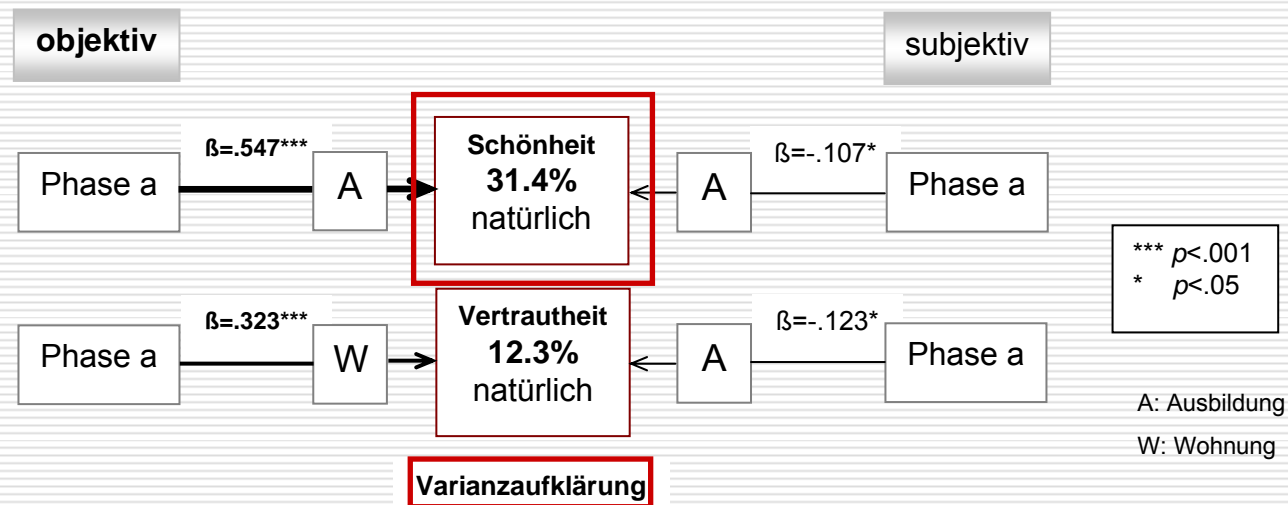 objektiv
subjektiv
Phase a
ß=.547***
A
Schönheit
31.4%
natürlich
A
ß=-.107*
Phase a
*** p<.001
* p<.05
Phase a
ß=.323***
W
Vertrautheit
12.3%
natürlich
A
ß=-.123*
Phase a
A: Ausbildung
W: Wohnung
Varianzaufklärung